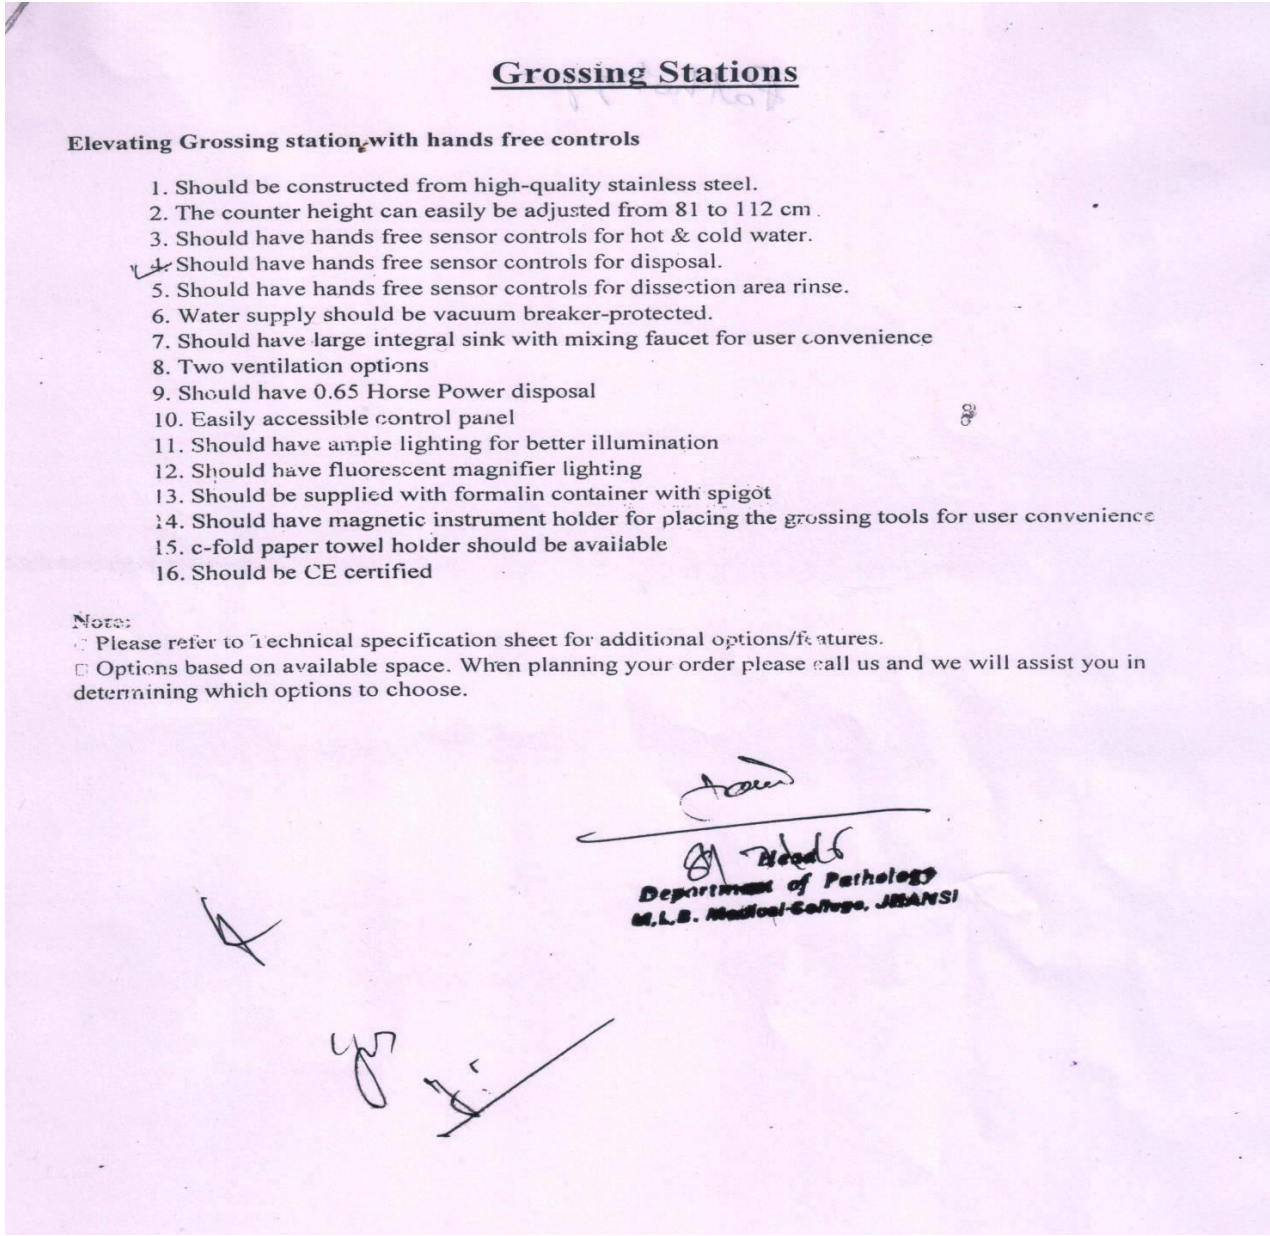 Grossing Stations
Elevating Grossing station with hands free controls
1. Should be constructed from high-quality stainless steel.
2. The counter height can easily be adjusted from 81 to 112 cm .
3. Should have hands free sensor controls for hot & cold water.
4. Should have hands free sensor controls for disposal.
5. Should have hands free sensor controls for dissection area rinse.
6. Water supply should be vacuum breaker-protected.
7. Should have large integral sink with mixing faucet for user convenience
8. Two ventilation options
9. Should have 0.65 Horse Power disposal
10. Easily accessible control panel
11. Should have ample lighting for better illumination
12. Should have fluorescent magnifier lighting
13. Should be supplied with formalin container with spigot
14. Should have magnetic instrument holder for placing the grossing tools for user convenience
15. c-fold paper towel holder should be available
16. Should be CE certified
Note:
□ Please refer to Technical specification sheet for additional options/features.
□ Options based on available space. When planning your order please call us and we will assist you in
determining which options to choose.
Head
Department of Pathology
M.L.B. Medical College, JHANSI